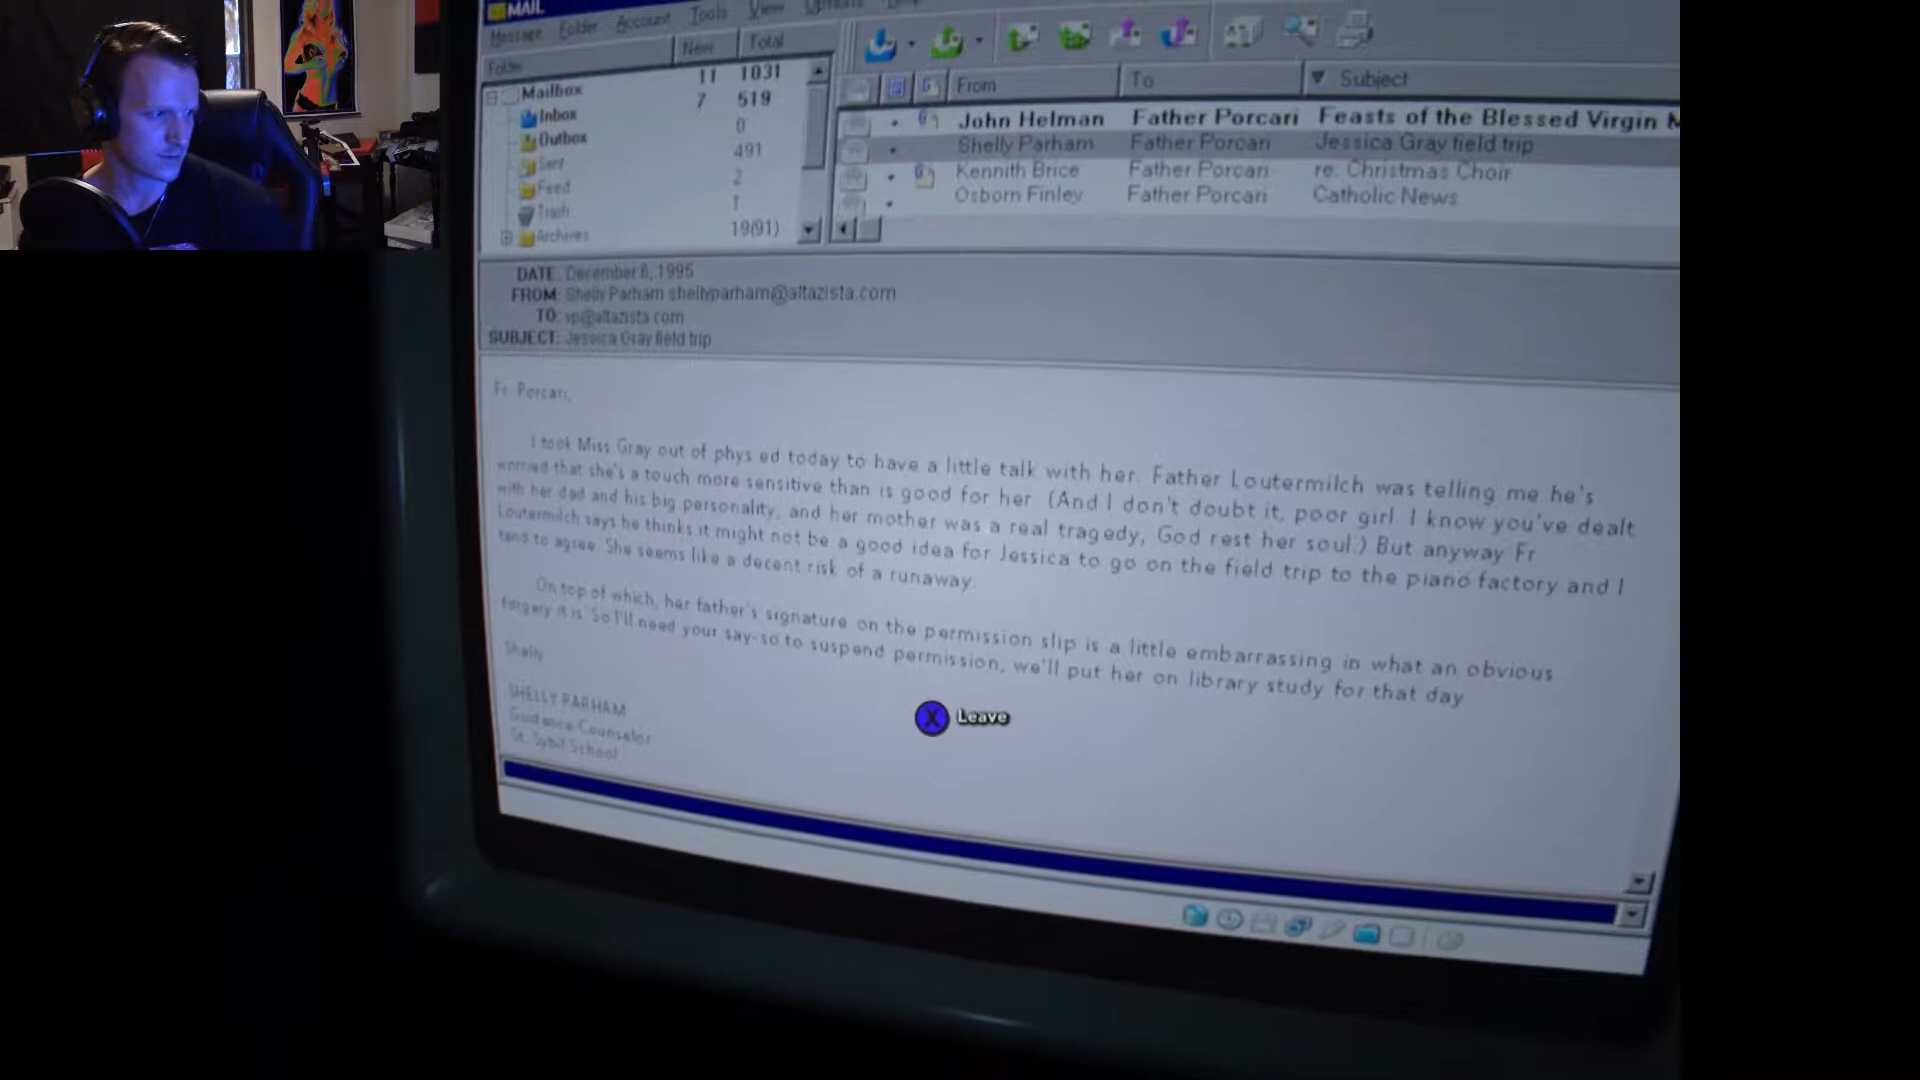 MAIL
Message Folder Account Tools View Options Help
Folder New Total
Mailbox 11 1031
Inbox 7 519
Outbox 0
Sent 491
Feed 2
Trash 1
Archives 19(91)
From To Subject
John Helman Father Porcari Feasts of the Blessed Virgin M
Shelly Parham Father Porcari Jessica Gray field trip
Kennith Brice Father Porcari re: Christmas Choir
Osborn Finley Father Porcari Catholic News
DATE: December 6, 1995
FROM: Shelly Parham shellyparham@altazista.com
TO: vp@altazista.com
SUBJECT: Jessica Gray field trip
Fr. Porcari,
I took Miss Gray out of phys ed today to have a little talk with her. Father Loutermilch was telling me he's
worried that she's a touch more sensitive than is good for her. (And I don't doubt it, poor girl. I know you've dealt
with her dad and his big personality, and her mother was a real tragedy, God rest her soul.) But anyway Fr
Loutermilch says he thinks it might not be a good idea for Jessica to go on the field trip to the piano factory and I
tend to agree. She seems like a decent risk of a runaway.
On top of which, her father's signature on the permission slip is a little embarrassing in what an obvious
forgery it is. So I'll need your say-so to suspend permission, we'll put her on library study for that day
Shelly
SHELLY PARHAM
Guidance Counselor
St. Sybil School
X Leave